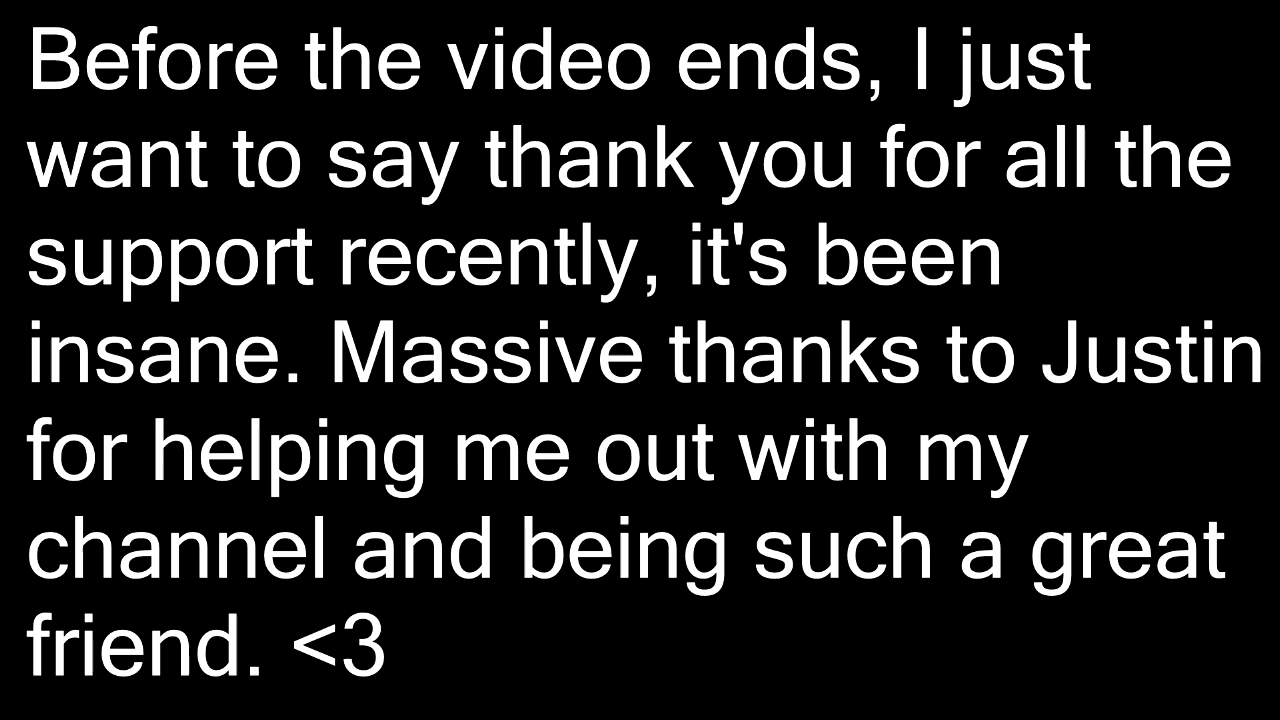 Before the video ends, I just
want to say thank you for all the
support recently, it's been
insane. Massive thanks to Justin
for helping me out with my
channel and being such a great
friend. <3